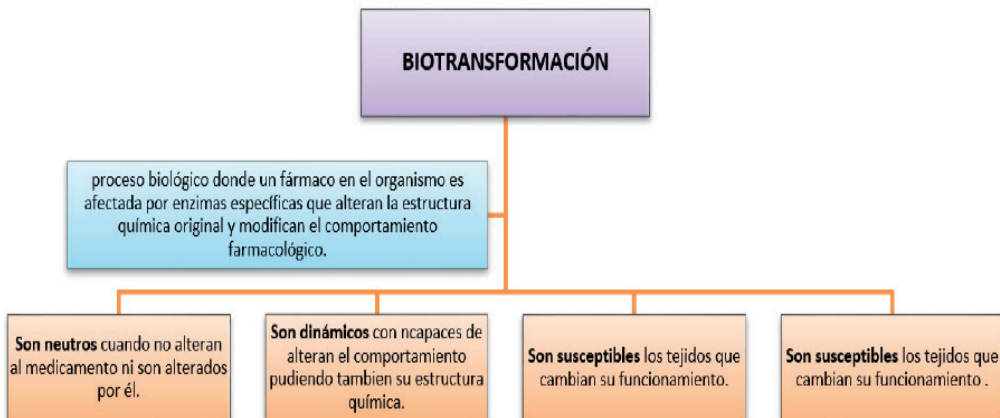 BIOTRANSFORMACIÓN
proceso biológico donde un fármaco en el organismo es
afectada por enzimas específicas que alteran la estructura
química original y modifican el comportamiento
farmacológico.
Son neutros cuando no alteran
al medicamento ni son alterados
por él.
Son dinámicos con ncapaces de
alteran el comportamiento
pudiendo tambien su estructura
química.
Son susceptibles los tejidos que
cambian su funcionamiento.
Son susceptibles los tejidos que
cambian su funcionamiento .